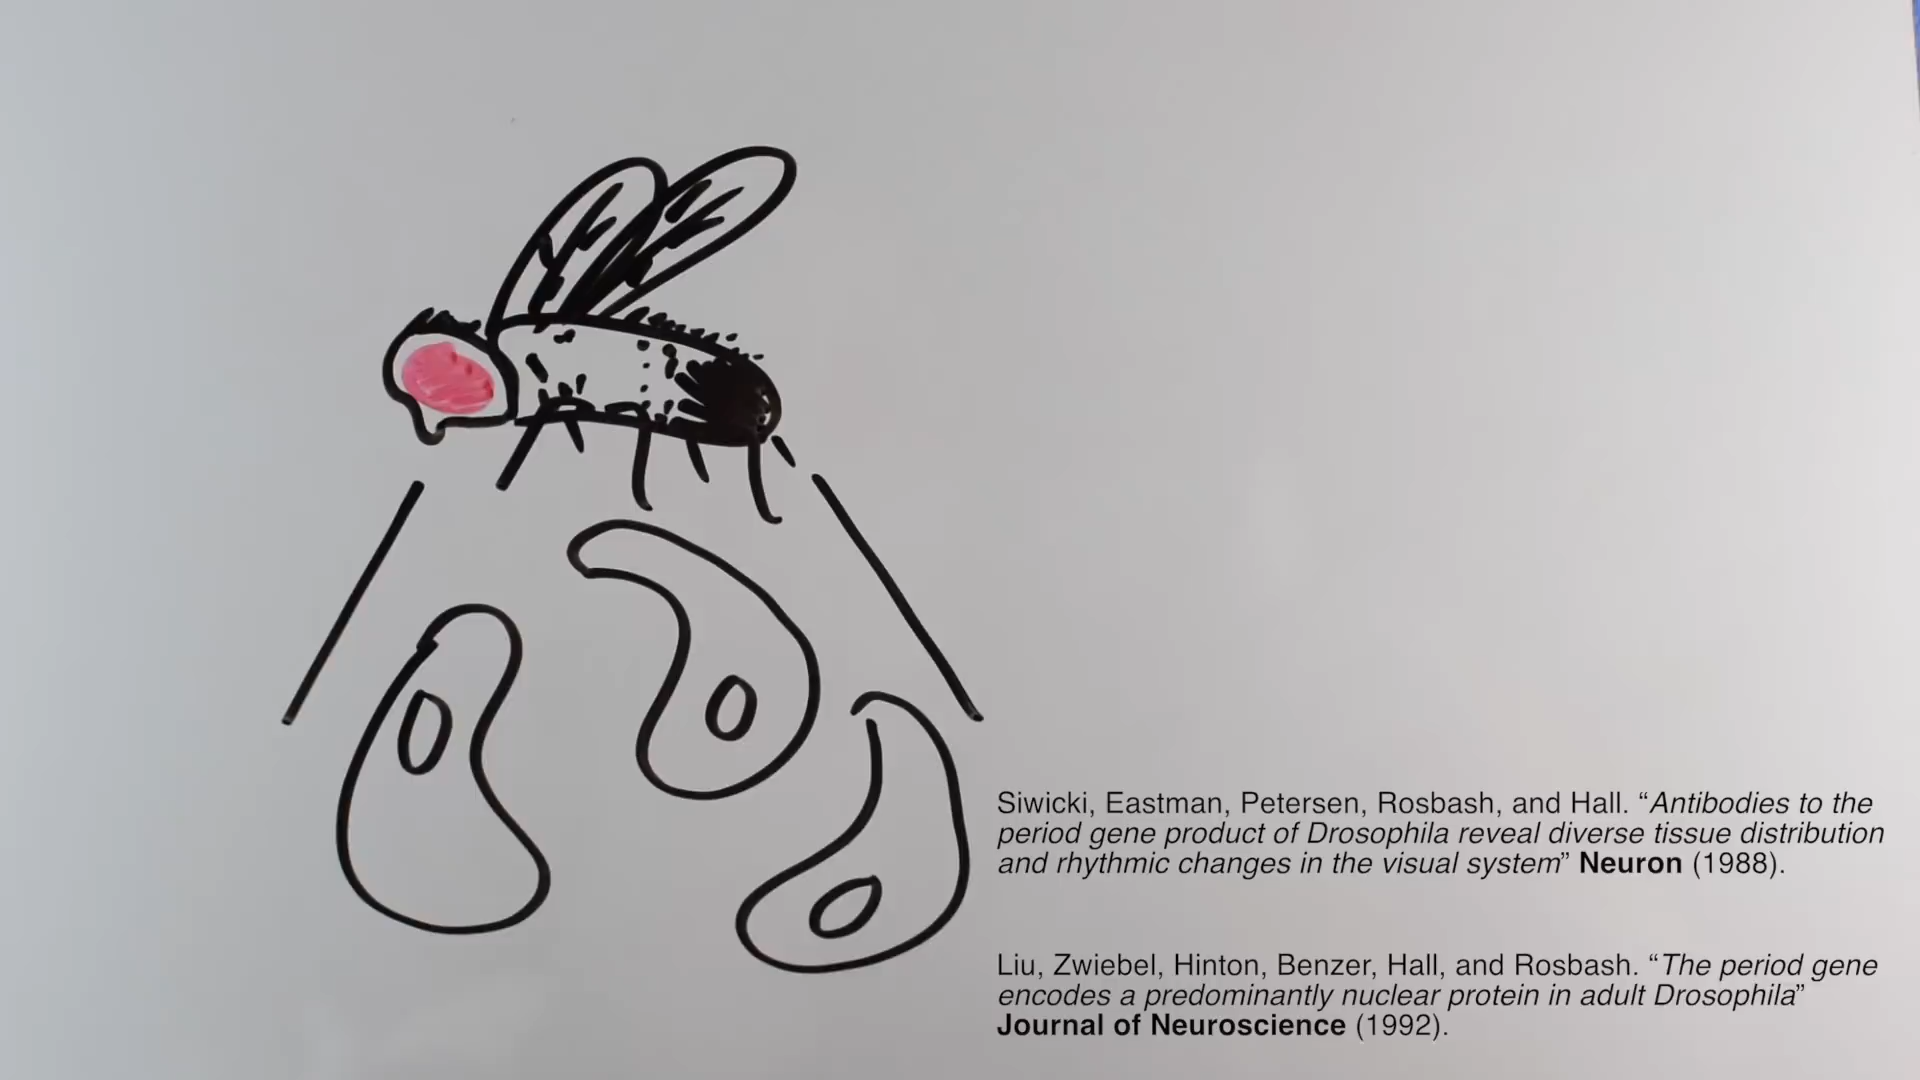 Siwicki, Eastman, Petersen, Rosbash, and Hall. “Antibodies to the
period gene product of Drosophila reveal diverse tissue distribution
and rhythmic changes in the visual system” Neuron (1988).
Liu, Zwiebel, Hinton, Benzer, Hall, and Rosbash. “The period gene
encodes a predominantly nuclear protein in adult Drosophila”
Journal of Neuroscience (1992).